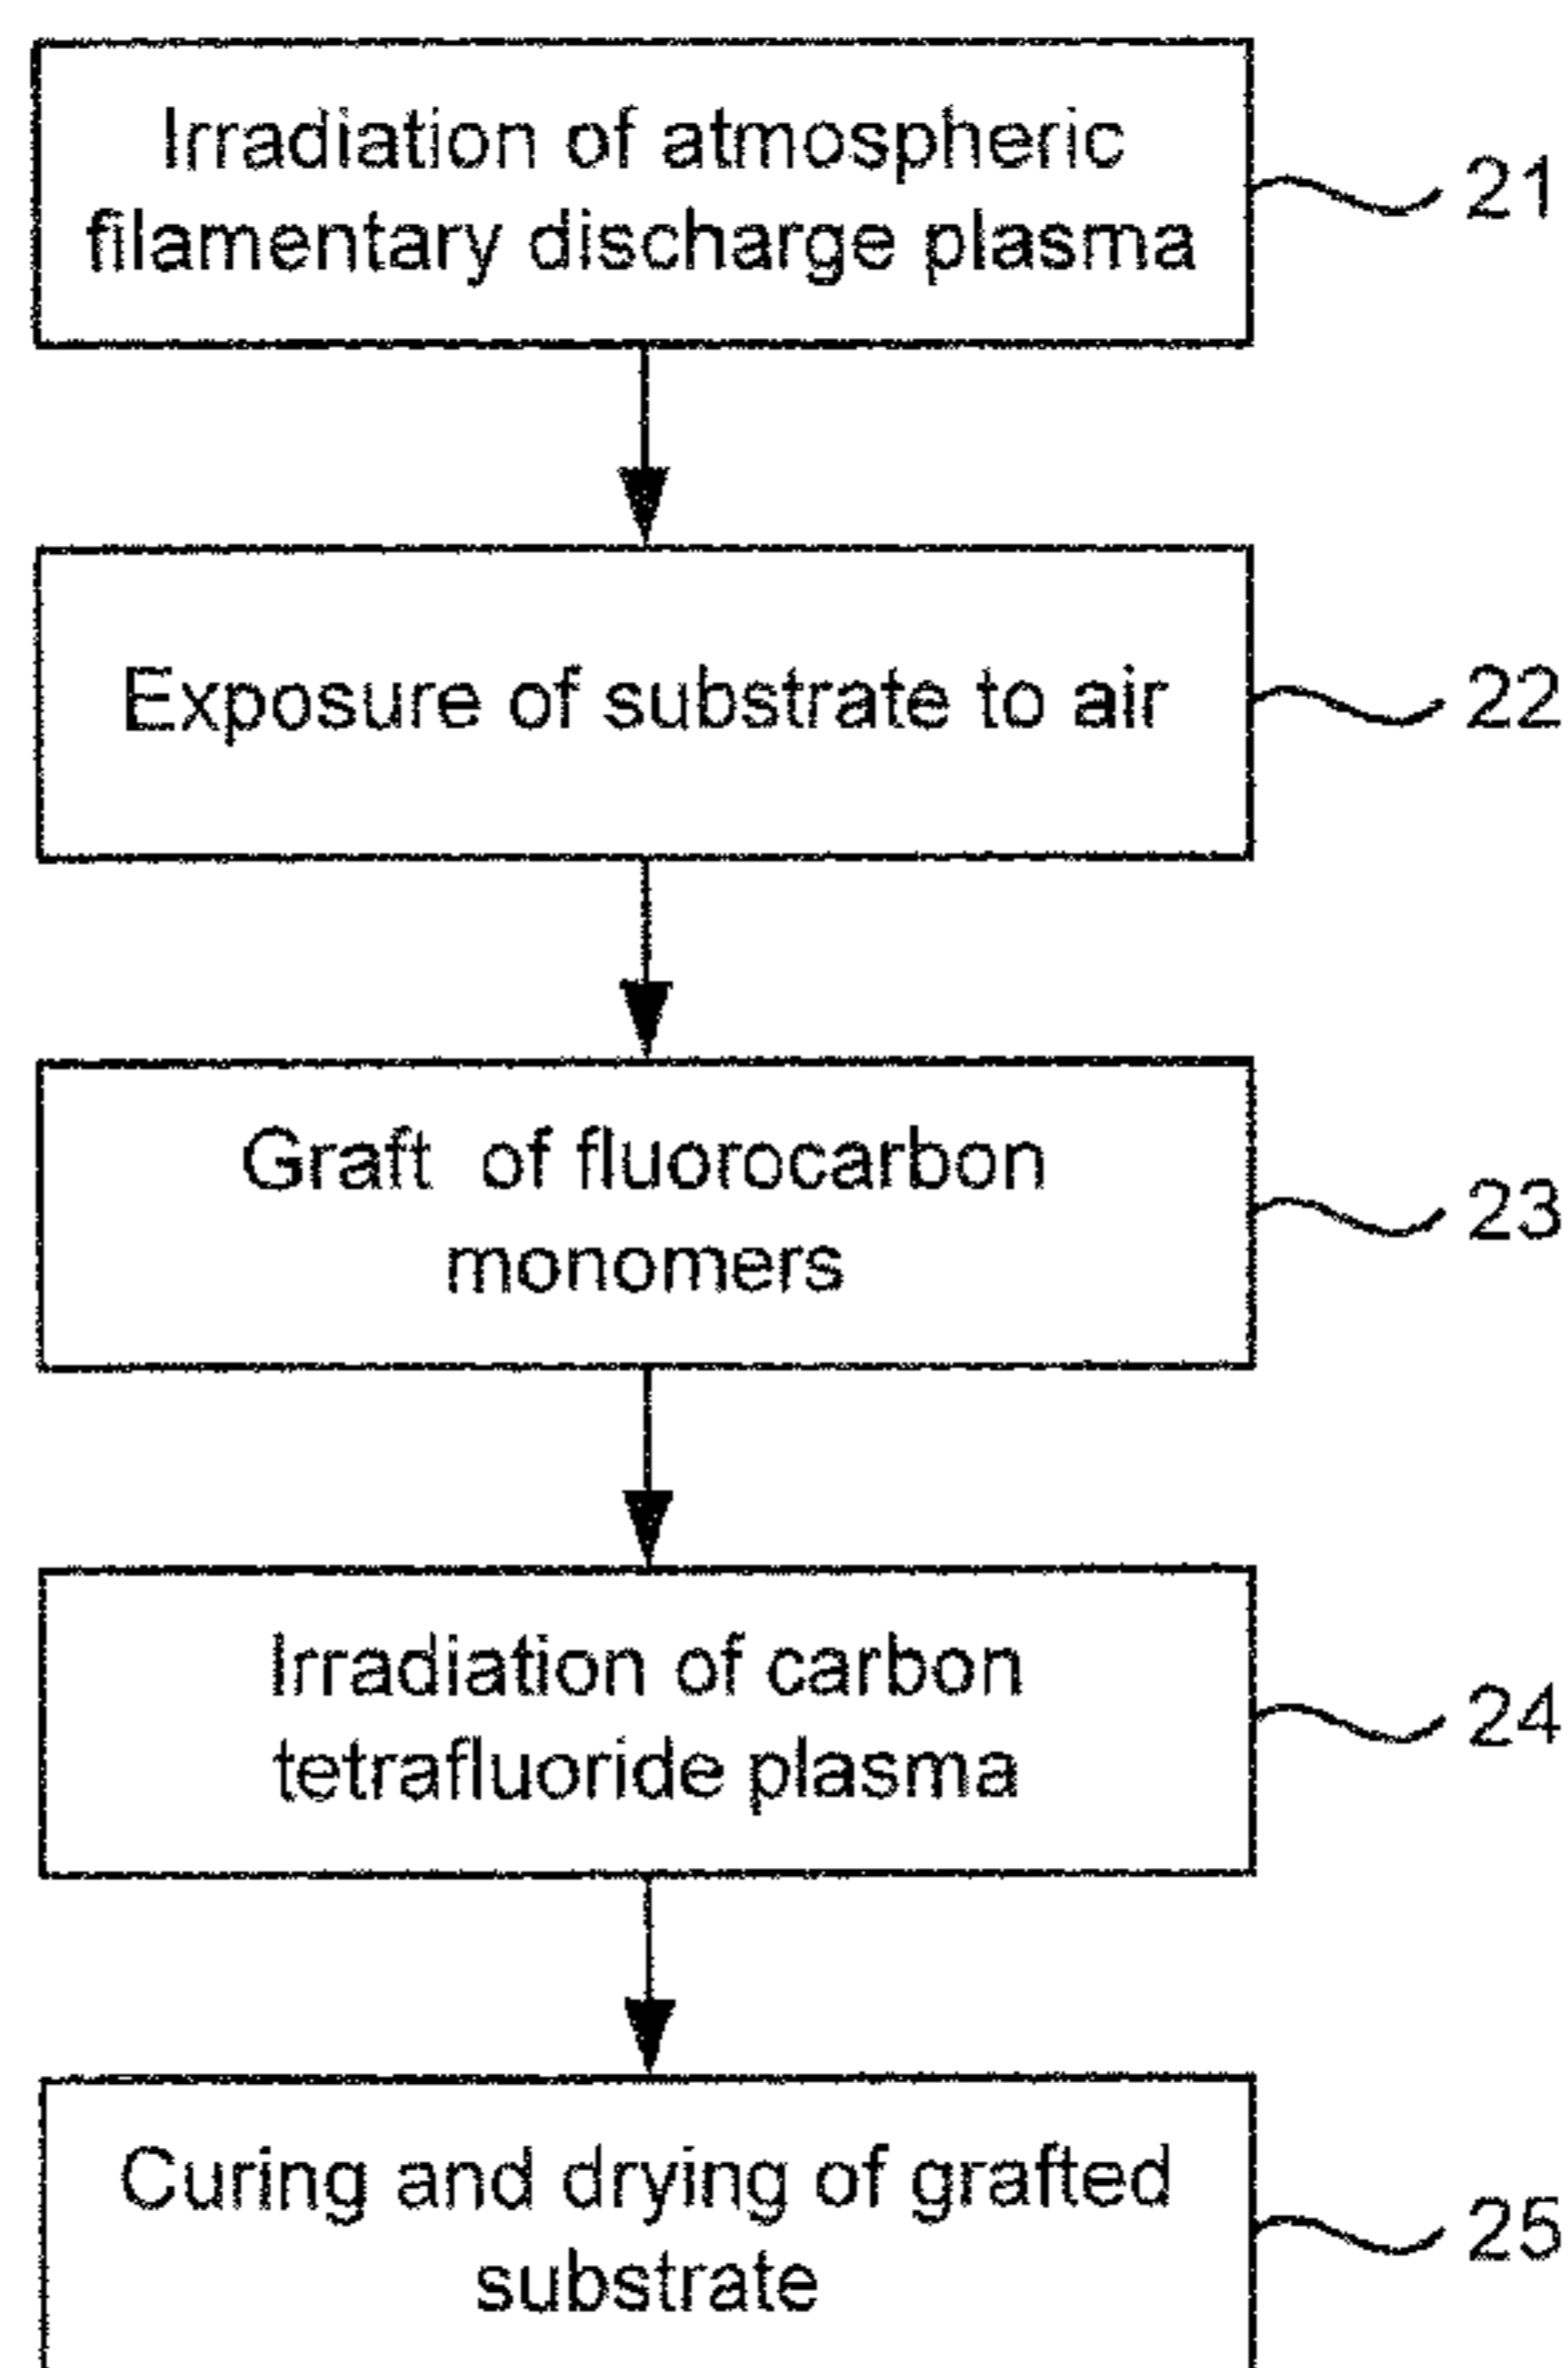 Irradiation of atmospheric
filamentary discharge plasma
21
Exposure of substrate to air
22
Graft of fluorocarbon
monomers
23
Irradiation of carbon
tetrafluoride plasma
24
Curing and drying of grafted
substrate
25